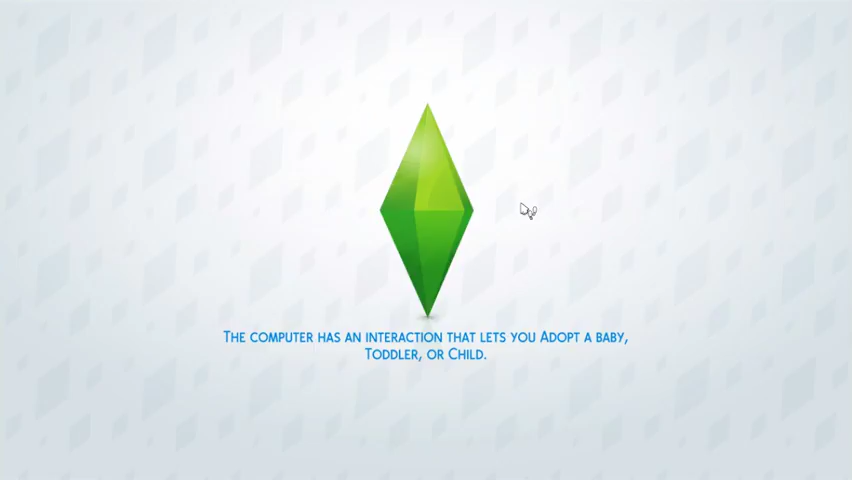 The computer has an interaction that lets you Adopt a baby,
Toddler, or Child.